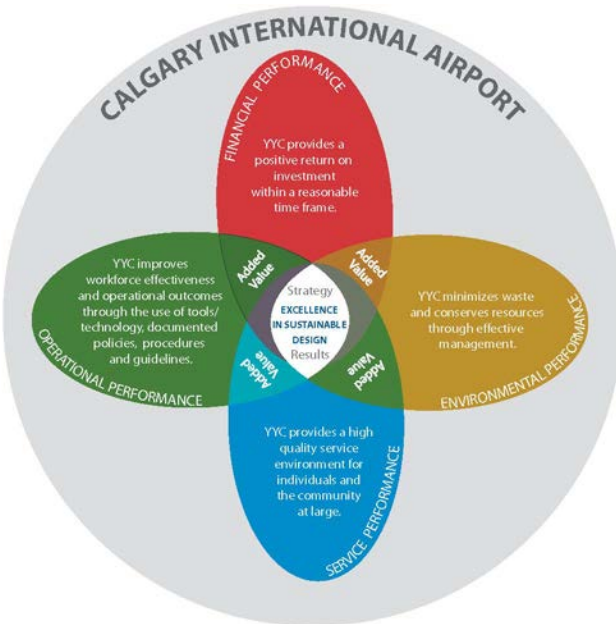 CALGARY INTERNATIONAL AIRPORT
FINANCIAL PERFORMANCE
YYC provides a
positive return on
investment
within a reasonable
time frame.
Added
Value
Added
Value
YYC improves
workforce effectiveness
and operational outcomes
through the use of tools/
technology, documented
policies, procedures
and guidelines.
OPERATIONAL PERFORMANCE
Strategy
EXCELLENCE
IN SUSTAINABLE
DESIGN
Results
YYC minimizes waste
and conserves resources
through effective
management.
ENVIRONMENTAL PERFORMANCE
Added
Value
Added
Value
YYC provides a high
quality service
environment for
individuals and
the community
at large.
SERVICE PERFORMANCE